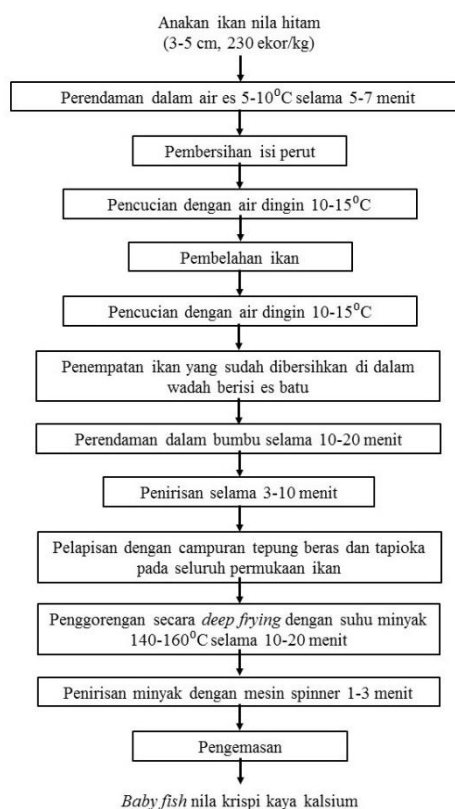 Anakan ikan nila hitam
(3-5 cm, 230 ekor/kg)
Perendaman dalam air es 5-10⁰C selama 5-7 menit
Pembersihan isi perut
Pencucian dengan air dingin 10-15⁰C
Pembelahan ikan
Pencucian dengan air dingin 10-15⁰C
Penempatan ikan yang sudah dibersihkan di dalam
wadah berisi es batu
Perendaman dalam bumbu selama 10-20 menit
Penirisan selama 3-10 menit
Pelapisan dengan campuran tepung beras dan tapioka
pada seluruh permukaan ikan
Penggorengan secara deep frying dengan suhu minyak
140-160⁰C selama 10-20 menit
Penirisan minyak dengan mesin spinner 1-3 menit
Pengemasan
Baby fish nila krispi kaya kalsium